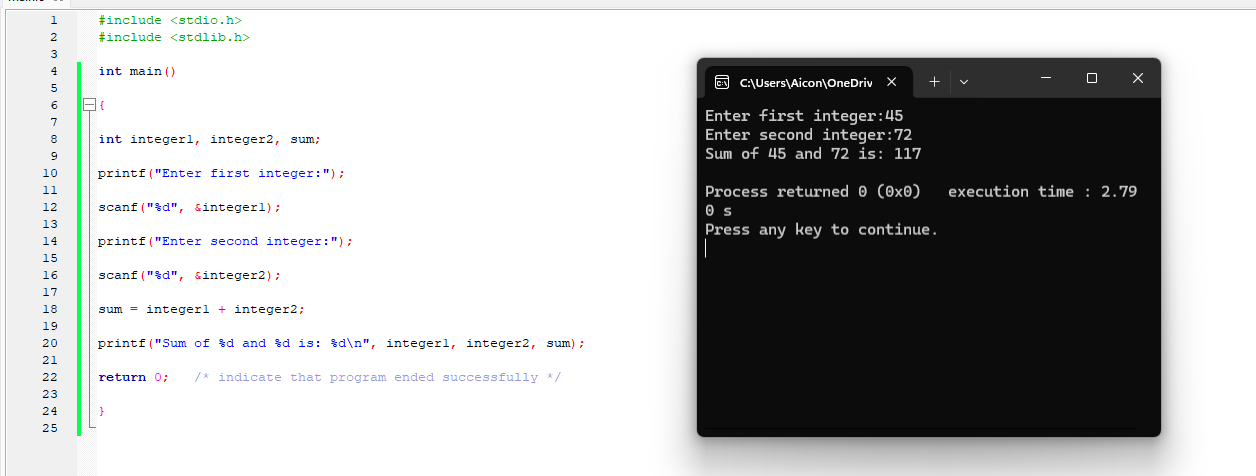 1 #include <stdio.h>
2 #include <stdlib.h>
3
4 int main()
5
6 {
7
8 int integer1, integer2, sum;
9
10 printf("Enter first integer:");
11
12 scanf("%d", &integer1);
13
14 printf("Enter second integer:");
15
16 scanf("%d", &integer2);
17
18 sum = integer1 + integer2;
19
20 printf("Sum of %d and %d is: %d\n", integer1, integer2, sum);
21
22 return 0; /* indicate that program ended successfully */
23
24 }
25
C:\Users\Aicon\OneDriv
Enter first integer:45
Enter second integer:72
Sum of 45 and 72 is: 117
Process returned 0 (0x0) execution time : 2.79
0 s
Press any key to continue.